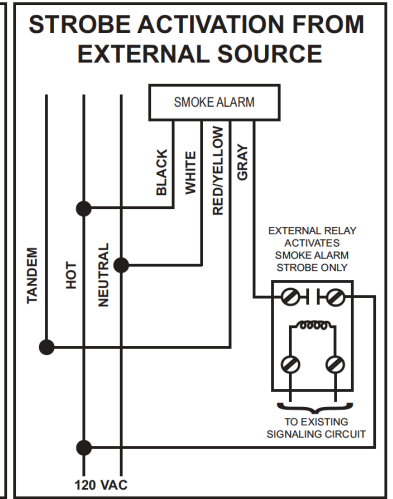 STROBE ACTIVATION FROM
EXTERNAL SOURCE
SMOKE ALARM
BLACK
WHITE
RED/YELLOW
GRAY
TANDEM
HOT
NEUTRAL
EXTERNAL RELAY
ACTIVATES
SMOKE ALARM
STROBE ONLY
TO EXISTING
SIGNALING CIRCUIT
120 VAC